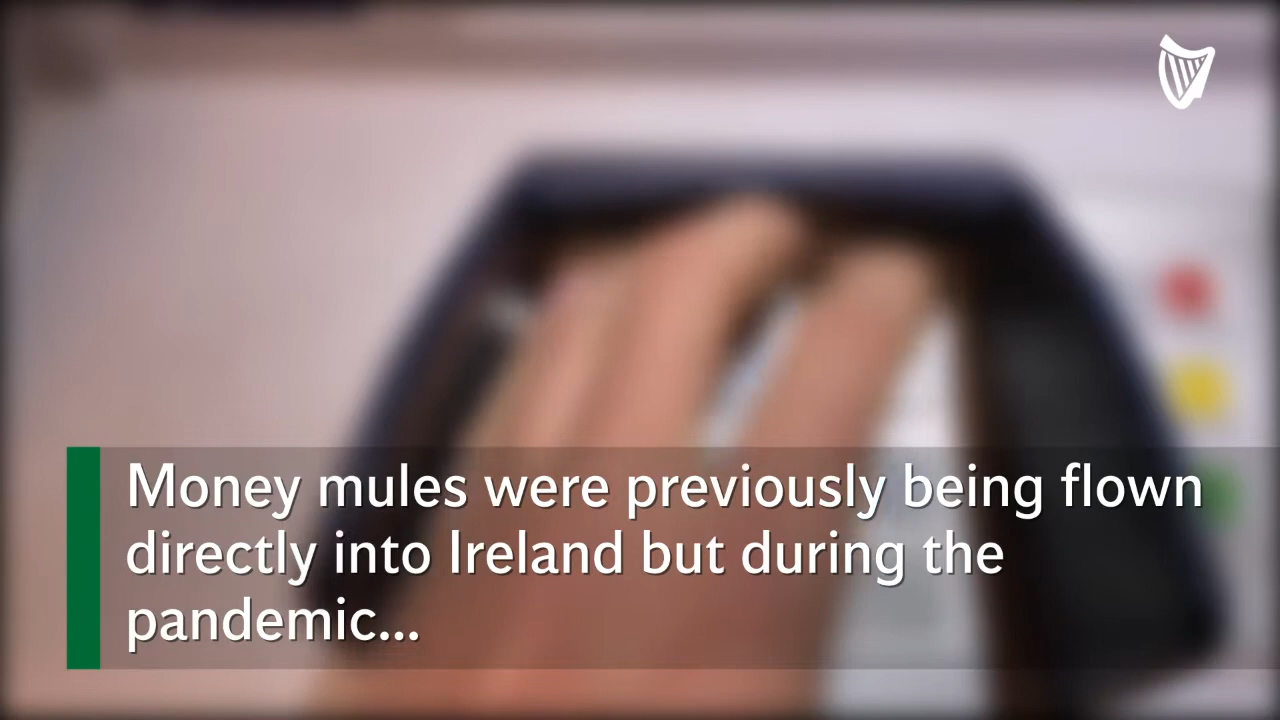 Money mules were previously being flown
directly into Ireland but during the
pandemic...